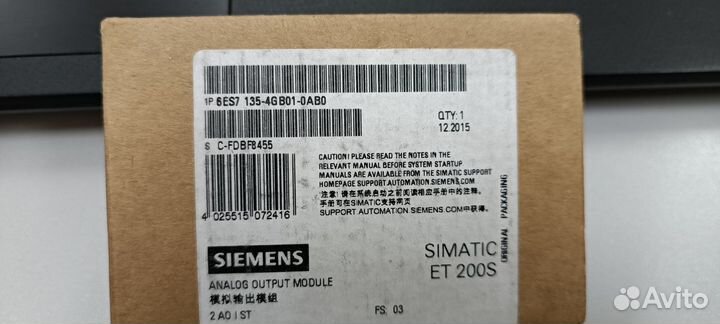 1P 6ES7 135-4GB01-0AB0
S C-FDBF8455
QTY: 1
12.2015
4 025515 072416
CAUTION! PLEASE READ THE NOTES IN THE
RELEVANT MANUAL BEFORE SYSTEM STARTUP
MANUALS ARE AVAILABLE FROM THE SIMATIC SUPPORT
HOMEPAGE SUPPORT.AUTOMATION.SIEMENS.COM
注意! 请在系统启动之前阅读相应手册中的注释。
手册可在SIMATIC支持网页
SUPPORT.AUTOMATION.SIEMENS.COM中获得。
ORIGINAL PACKAGING
SIEMENS
SIMATIC
ET 200S
ANALOG OUTPUT MODULE
模拟输出模组
2 AO I ST
FS: 03
Avito